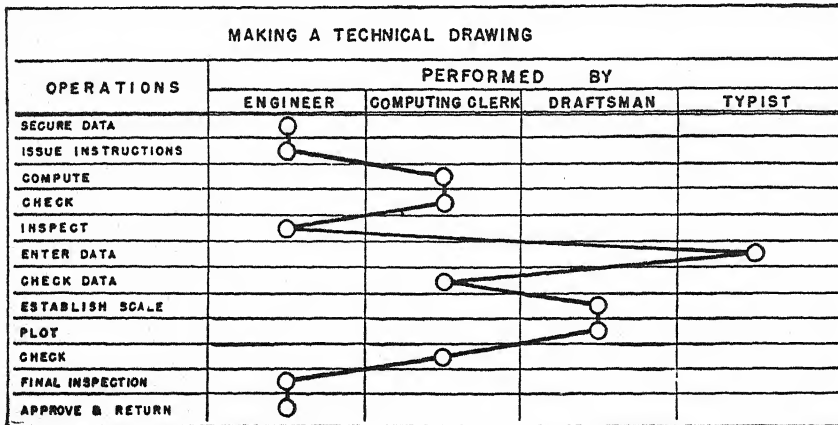 MAKING A TECHNICAL DRAWING
OPERATIONS
PERFORMED BY
ENGINEER COMPUTING CLERK DRAFTSMAN TYPIST
SECURE DATA
ISSUE INSTRUCTIONS
COMPUTE
CHECK
INSPECT
ENTER DATA
CHECK DATA
ESTABLISH SCALE
PLOT
CHECK
FINAL INSPECTION
APPROVE & RETURN